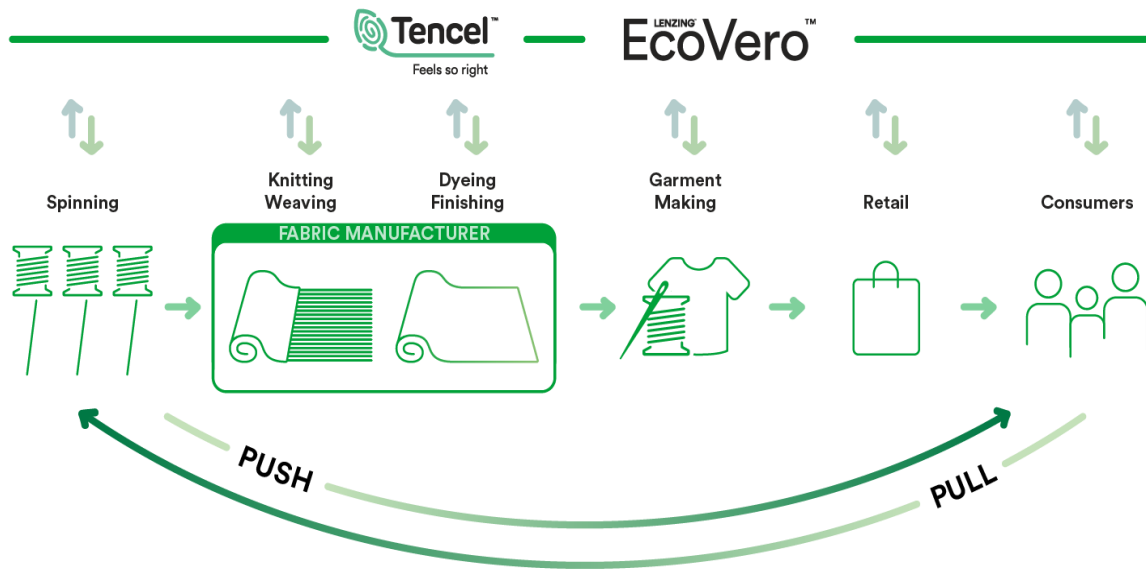 Tencel™
Feels so right
LENZING™
EcoVero™
Spinning
Knitting
Weaving
Dyeing
Finishing
Garment
Making
Retail
Consumers
FABRIC MANUFACTURER
PUSH
PULL